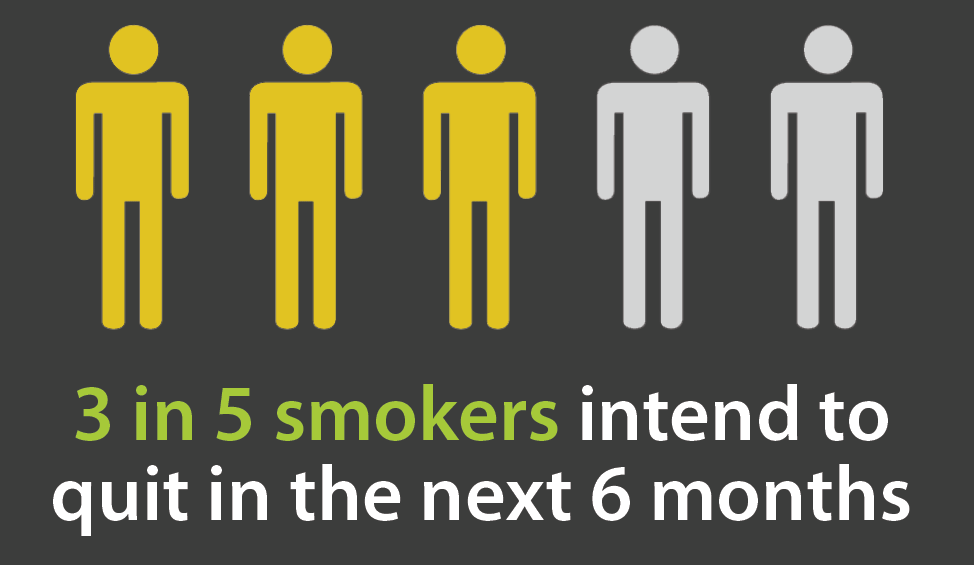 3 in 5 smokers intend to
quit in the next 6 months